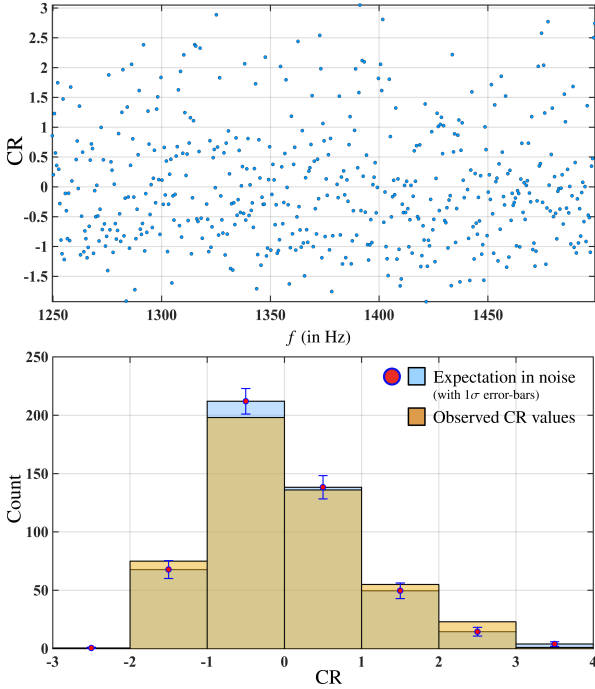 3
2.5
2
1.5
1
0.5
0
-0.5
-1
-1.5
CR
1250 1300 1350 1400 1450
f (in Hz)
250
200
150
100
50
0
Count
Expectation in noise
(with 1σ error-bars)
Observed CR values
-3 -2 -1 0 1 2 3 4
CR